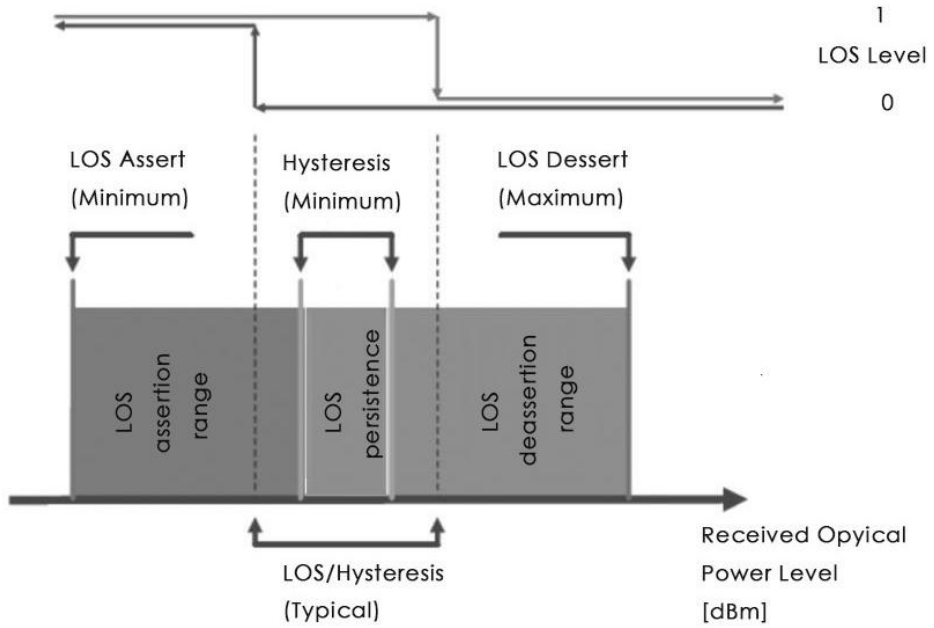 1
LOS Level
0
LOS Assert
(Minimum)
Hysteresis
(Minimum)
LOS Dessert
(Maximum)
LOS
assertion
range
LOS
persistence
LOS
deassertion
range
LOS/Hysteresis
(Typical)
Received Opyical
Power Level
[dBm]